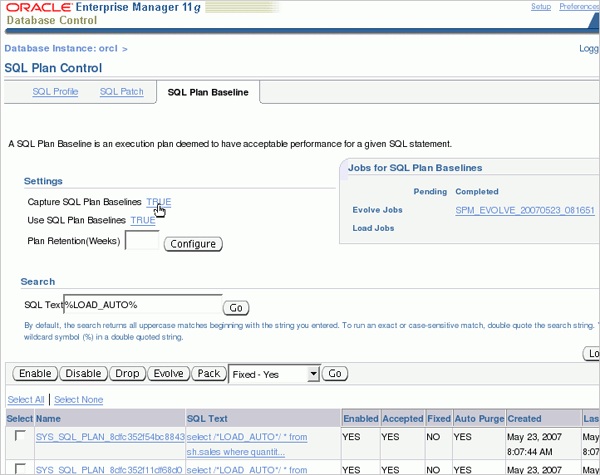 ORACLE Enterprise Manager 11g
Setup Preferences
Database Control
Database Instance: orcl >
Logg
SQL Plan Control
SQL Profile SQL Patch SQL Plan Baseline
A SQL Plan Baseline is an execution plan deemed to have acceptable performance for a given SQL statement.
Jobs for SQL Plan Baselines
Settings
Pending Completed
Capture SQL Plan Baselines TRUE
Evolve Jobs SPM_EVOLVE_20070523_081651
Use SQL Plan Baselines TRUE
Load Jobs
Plan Retention(Weeks) Configure
Search
SQL Text %LOAD_AUTO% Go
By default, the search returns all uppercase matches beginning with the string you entered. To run an exact or case-sensitive match, double quote the search string.
wildcard symbol (%) in a double quoted string.
Lo
Enable Disable Drop Evolve Pack Fixed - Yes Go
Select All | Select None
Select Name SQL Text Enabled Accepted Fixed Auto Purge Created Las
SYS_SQL_PLAN_8dfc352f54bc8843 select /*LOAD_AUTO*/ * from YES YES NO YES May 23, 2007 May
sh.sales where quantit... 8:07:44 AM 8:07
SYS_SQL_PLAN_8dfc352f11df68d0 select /*LOAD_AUTO*/ * from YES YES NO YES May 23, 2007 May